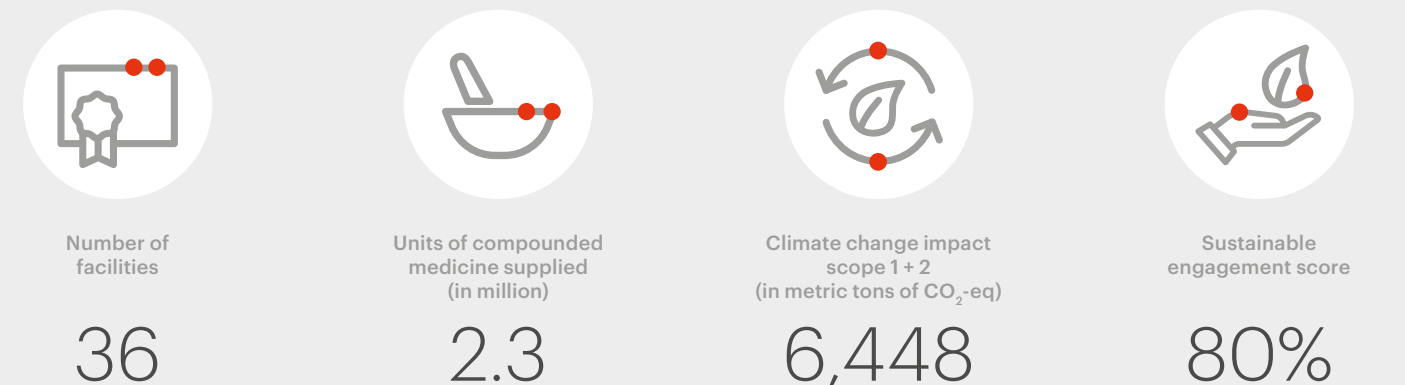 Number of
facilities
36
Units of compounded
medicine supplied
(in million)
2.3
Climate change impact
scope 1 + 2
(in metric tons of CO₂-eq)
6,448
Sustainable
engagement score
80%